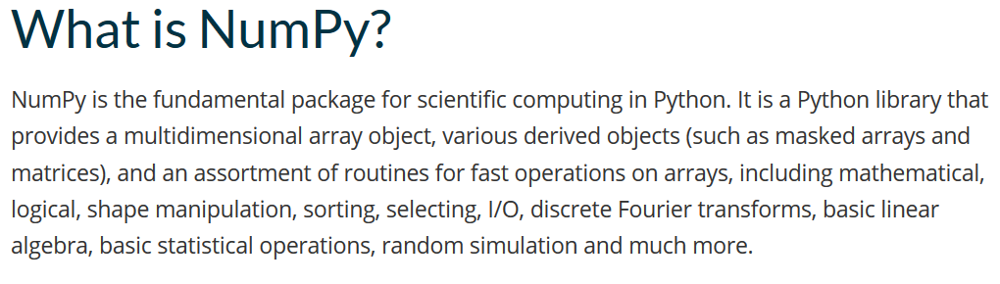 What is NumPy?
NumPy is the fundamental package for scientific computing in Python. It is a Python library that
provides a multidimensional array object, various derived objects (such as masked arrays and
matrices), and an assortment of routines for fast operations on arrays, including mathematical,
logical, shape manipulation, sorting, selecting, I/O, discrete Fourier transforms, basic linear
algebra, basic statistical operations, random simulation and much more.